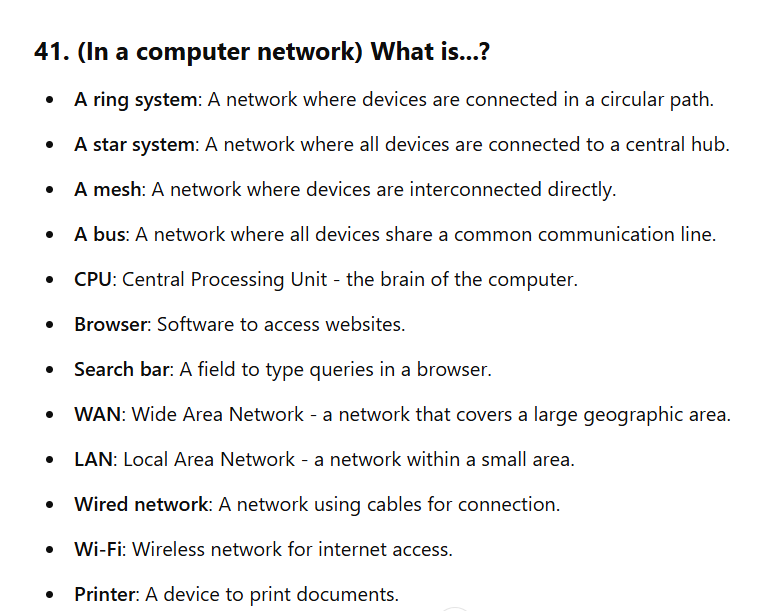 41. (In a computer network) What is...?
• A ring system: A network where devices are connected in a circular path.
• A star system: A network where all devices are connected to a central hub.
• A mesh: A network where devices are interconnected directly.
• A bus: A network where all devices share a common communication line.
• CPU: Central Processing Unit - the brain of the computer.
• Browser: Software to access websites.
• Search bar: A field to type queries in a browser.
• WAN: Wide Area Network - a network that covers a large geographic area.
• LAN: Local Area Network - a network within a small area.
• Wired network: A network using cables for connection.
• Wi-Fi: Wireless network for internet access.
• Printer: A device to print documents.